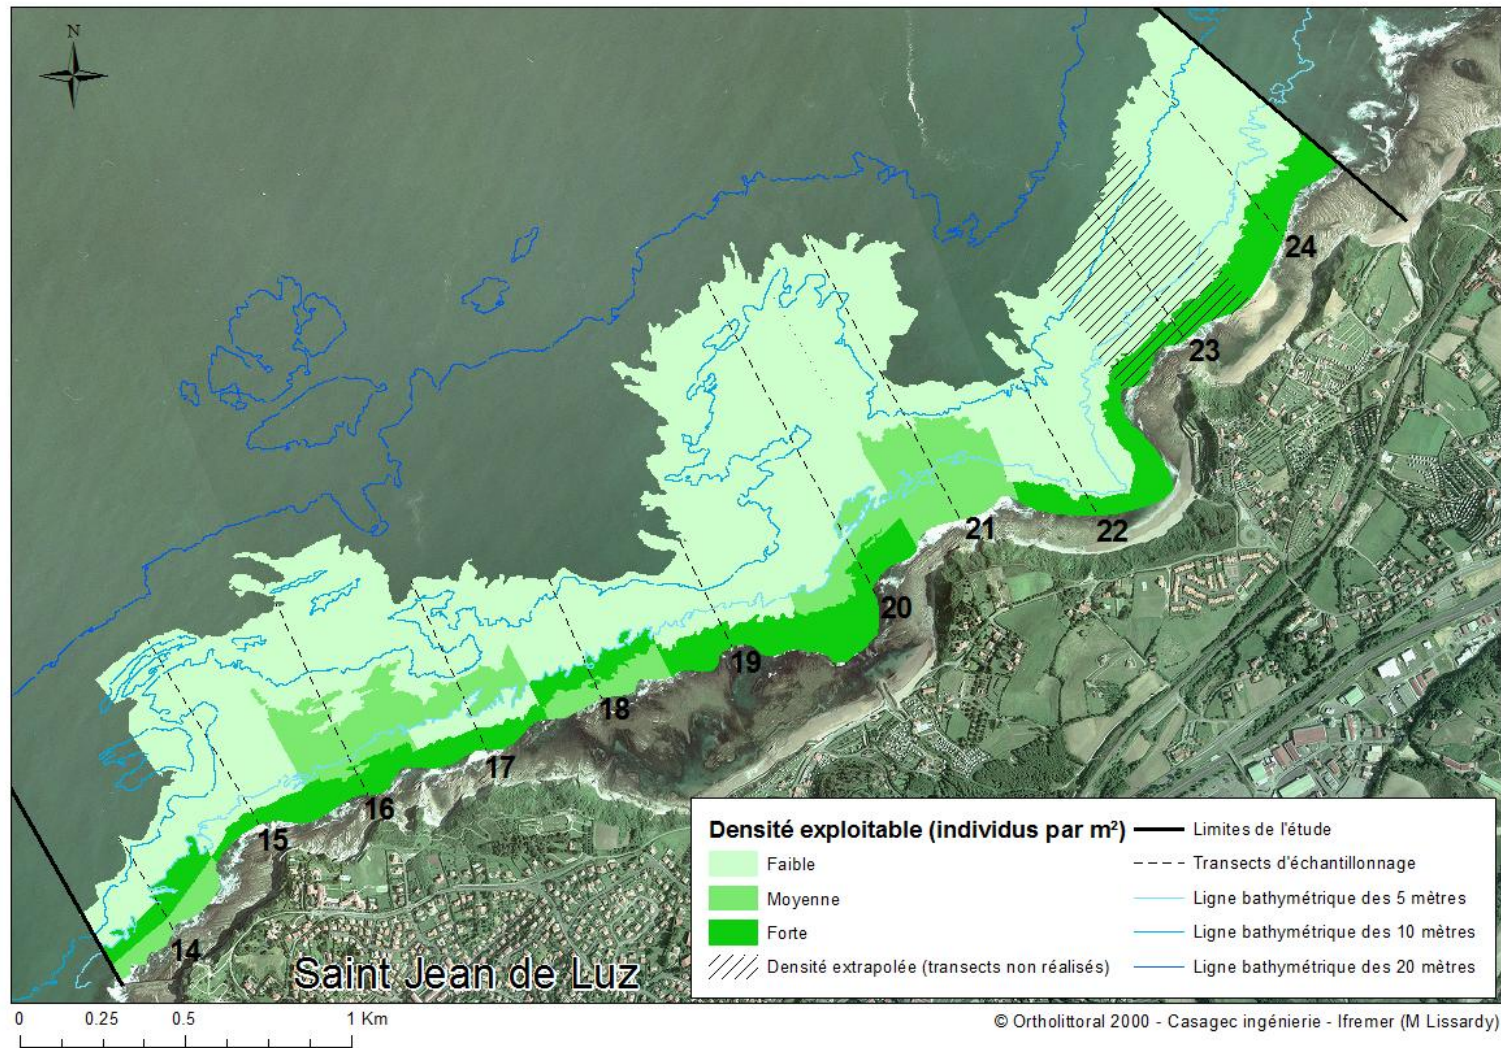 N
24
23
22
21
20
19
18
17
16
15
14
Saint Jean de Luz
Densité exploitable (individus par m²)
Faible
Moyenne
Forte
Densité extrapolée (transects non réalisés)
Limites de l'étude
Transects d'échantillonnage
Ligne bathymétrique des 5 mètres
Ligne bathymétrique des 10 mètres
Ligne bathymétrique des 20 mètres
0 0.25 0.5 1 Km
© Ortholittoral 2000 - Casagec ingénierie - Ifremer (M Lissardy)